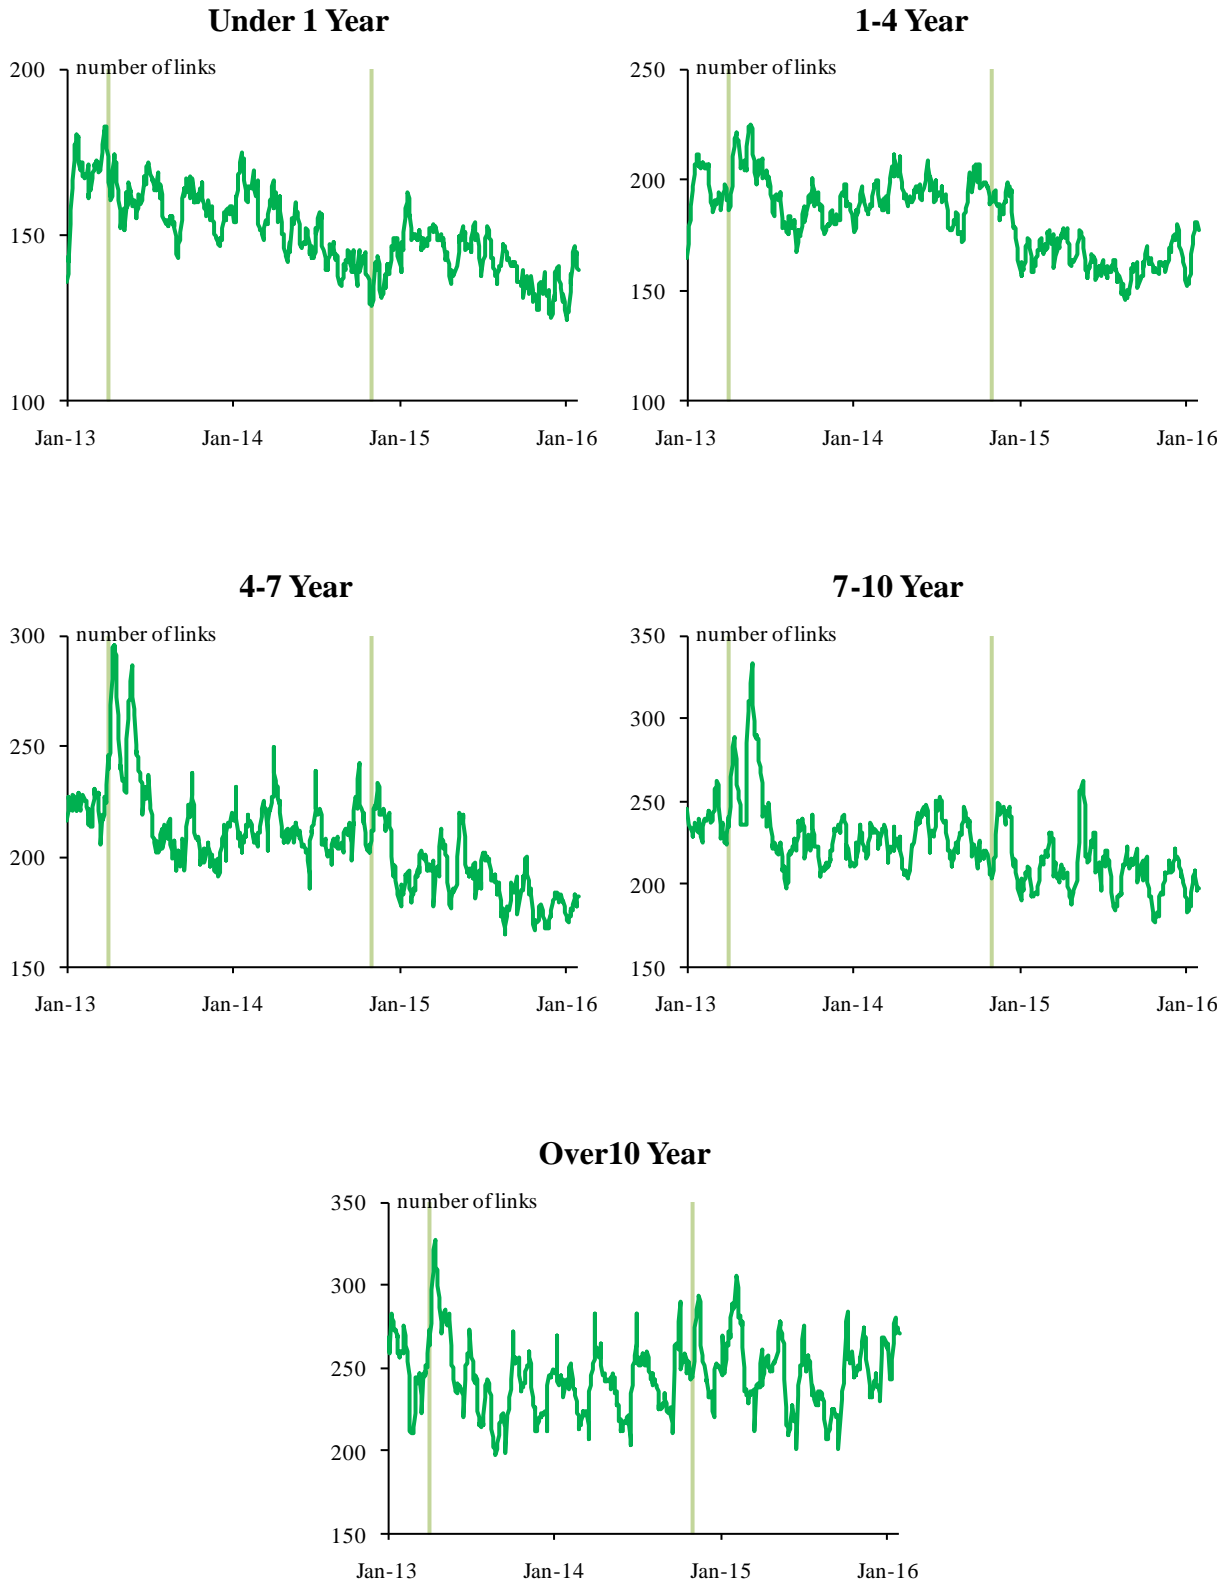 Under 1 Year
number of links
200
150
100
Jan-13 Jan-14 Jan-15 Jan-16
1-4 Year
number of links
250
200
150
100
Jan-13 Jan-14 Jan-15 Jan-16
4-7 Year
number of links
300
250
200
150
Jan-13 Jan-14 Jan-15 Jan-16
7-10 Year
number of links
350
300
250
200
150
Jan-13 Jan-14 Jan-15 Jan-16
Over10 Year
number of links
350
300
250
200
150
Jan-13 Jan-14 Jan-15 Jan-16